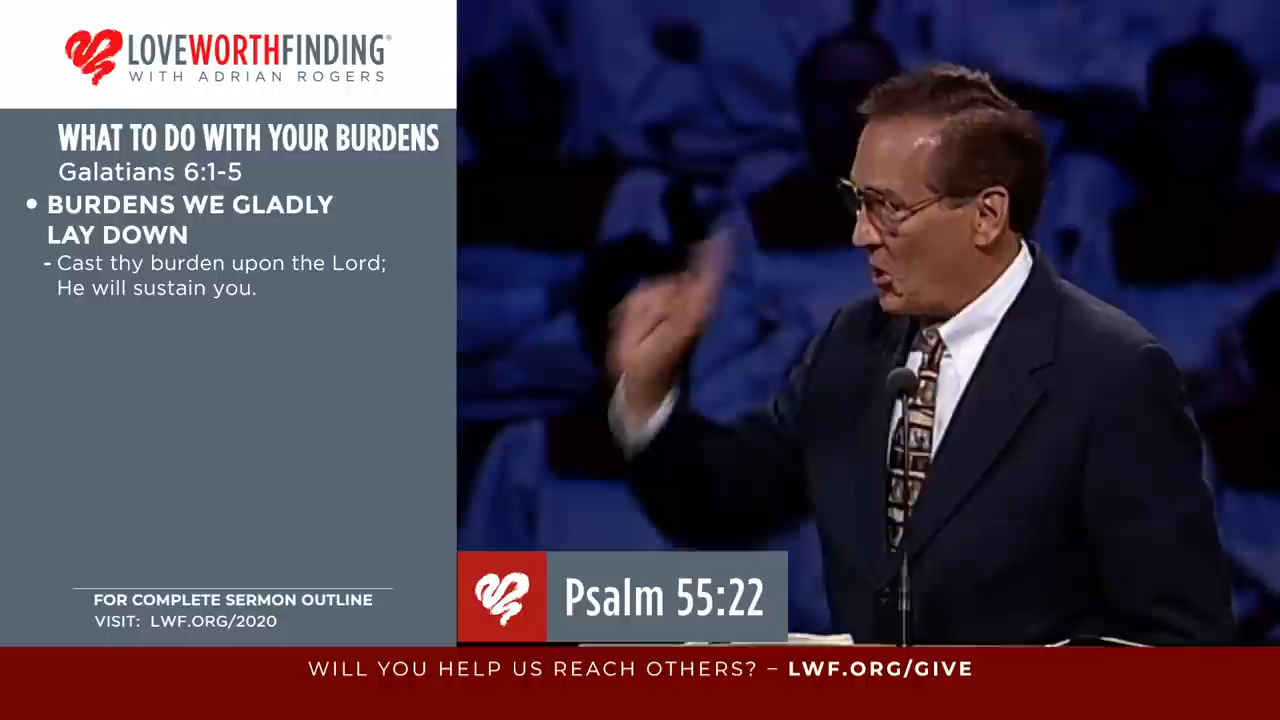 LOVEWORTHFINDING®
WITH ADRIAN ROGERS
WHAT TO DO WITH YOUR BURDENS
Galatians 6:1-5
• BURDENS WE GLADLY
LAY DOWN
- Cast thy burden upon the Lord;
He will sustain you.
Psalm 55:22
FOR COMPLETE SERMON OUTLINE
VISIT: LWF.ORG/2020
WILL YOU HELP US REACH OTHERS? – LWF.ORG/GIVE